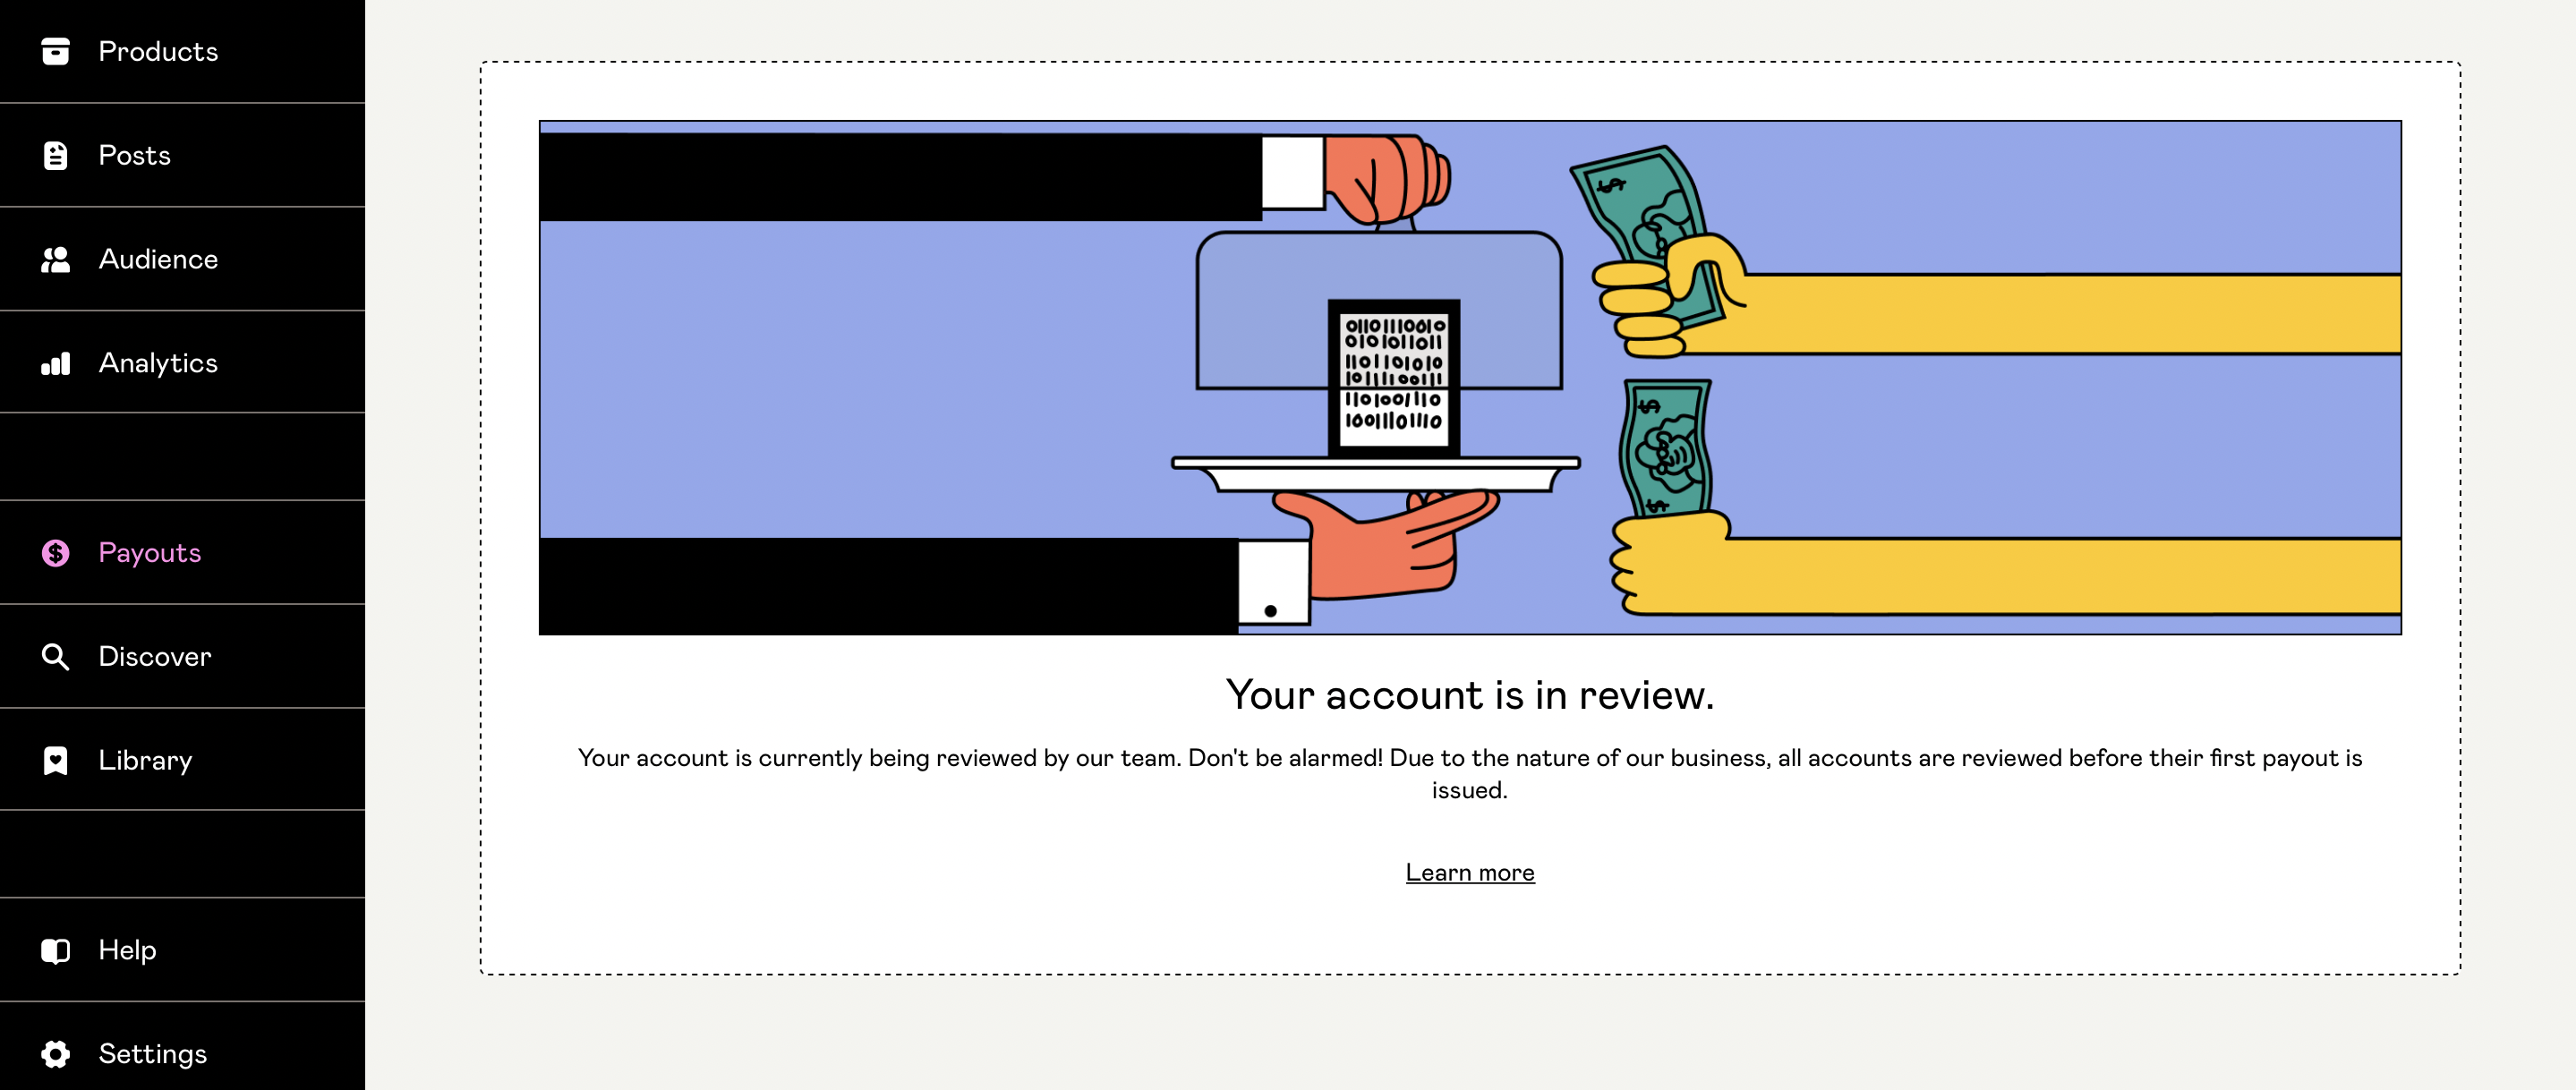 Products
Posts
Audience
Analytics
Payouts
Discover
Library
Help
Settings
$
$
$
Your account is in review.
Your account is currently being reviewed by our team. Don't be alarmed! Due to the nature of our business, all accounts are reviewed before their first payout is
issued.
Learn more